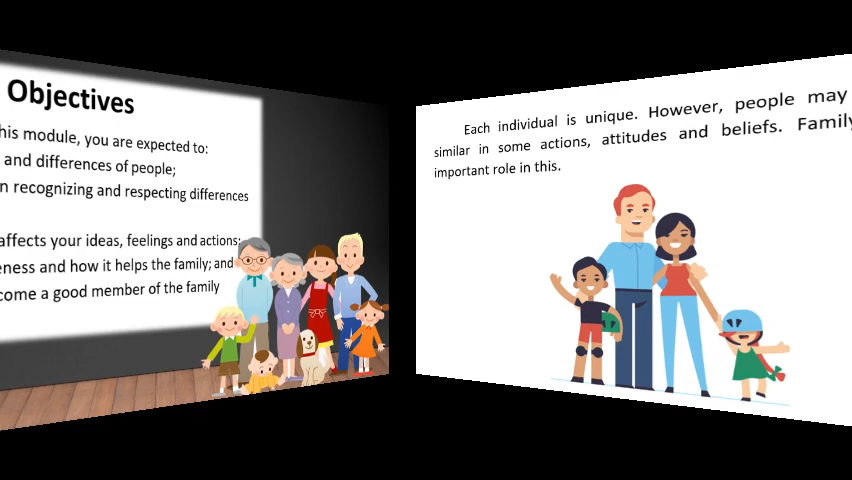 Objectives
his module, you are expected to:
and differences of people;
n recognizing and respecting differences
affects your ideas, feelings and actions;
eness and how it helps the family; and
come a good member of the family
Each individual is unique. However, people may
similar in some actions, attitudes and beliefs. Family
important role in this.